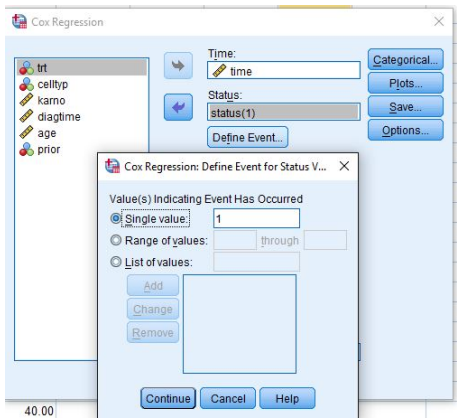 Cox Regression
Time:
trt
time
Categorical...
celltyp
Plots...
karno
Status:
Save...
diagtime
status(1)
age
Options...
prior
Define Event...
Cox Regression: Define Event for Status V...
Value(s) Indicating Event Has Occurred
Single value: 1
Range of values: through
List of values:
Add
Change
Remove
Continue Cancel Help
40.00